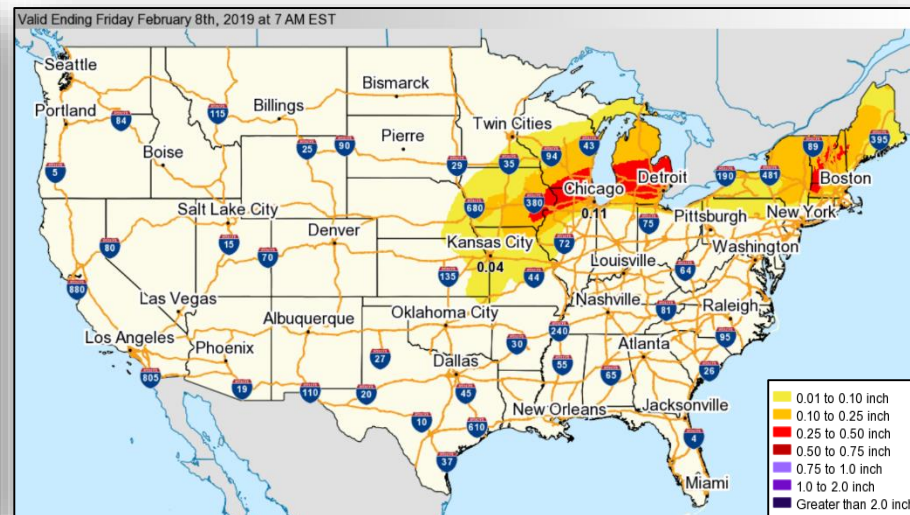 Valid Ending Friday February 8th, 2019 at 7 AM EST
Seattle
Portland
84
5
Boise
115
Billings
Bismarck
Pierre
25
90
Twin Cities
29
35
94
43
Detroit
Chicago
0.11
380
680
190
481
89
395
Boston
New York
Pittsburgh
Washington
75
Salt Lake City
80
15
Denver
70
Kansas City
0.04
135
44
72
Louisville
64
880
Las Vegas
Los Angeles
805
Phoenix
19
Albuquerque
110
27
20
Oklahoma City
30
240
Nashville
81
Raleigh
95
Atlanta
26
Dallas
45
55
65
10
610
37
New Orleans
Jacksonville
4
Miami
0.01 to 0.10 inch
0.10 to 0.25 inch
0.25 to 0.50 inch
0.50 to 0.75 inch
0.75 to 1.0 inch
1.0 to 2.0 inch
Greater than 2.0 incl